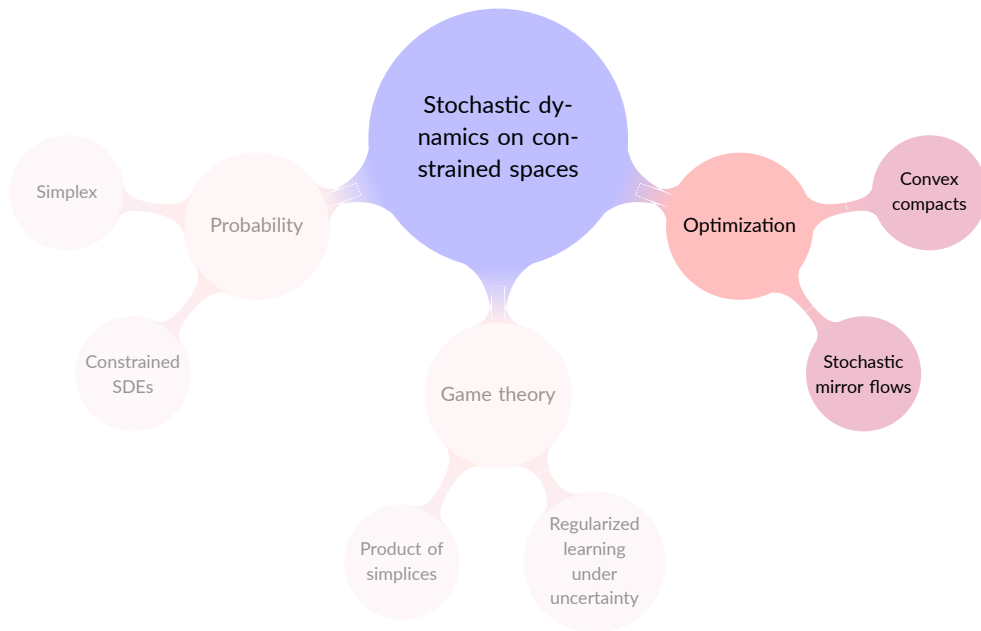 Stochastic dy-
namics on con-
strained spaces
Simplex
Probability
Constrained
SDEs
Game theory
Product of
simplices
Regularized
learning
under
uncertainty
Optimization
Convex
compacts
Stochastic
mirror flows